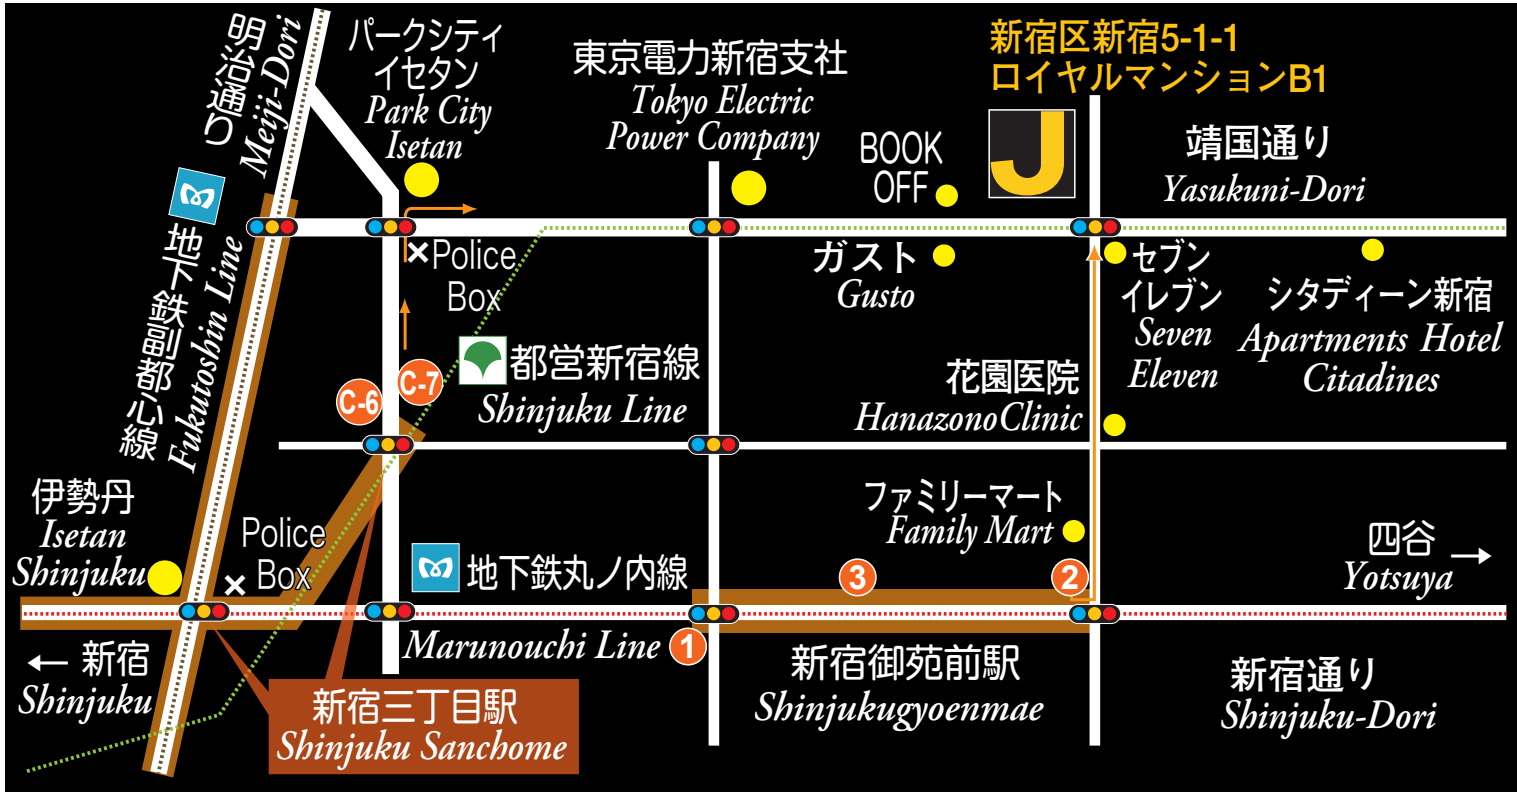 明治通り
Meiji-Dori
パークシティ
イセタン
Park City
Isetan
東京電力新宿支社
Tokyo Electric
Power Company
BOOK
OFF
新宿区新宿5-1-1
ロイヤルマンションB1
J
靖国通り
Yasukuni-Dori
地下鉄副都心線
Fukutoshin Line
Police
Box
ガスト
Gusto
セブン
イレブン
Seven
Eleven
シタディーン新宿
Apartments Hotel
Citadines
都営新宿線
Shinjuku Line
C-6
C-7
花園医院
HanazonoClinic
伊勢丹
Isetan
Shinjuku
Police
Box
ファミリーマート
Family Mart
四谷 →
Yotsuya
地下鉄丸ノ内線
Marunouchi Line
1
3
2
← 新宿
Shinjuku
新宿三丁目駅
Shinjuku Sanchome
新宿御苑前駅
Shinjukugyoenmae
新宿通り
Shinjuku-Dori